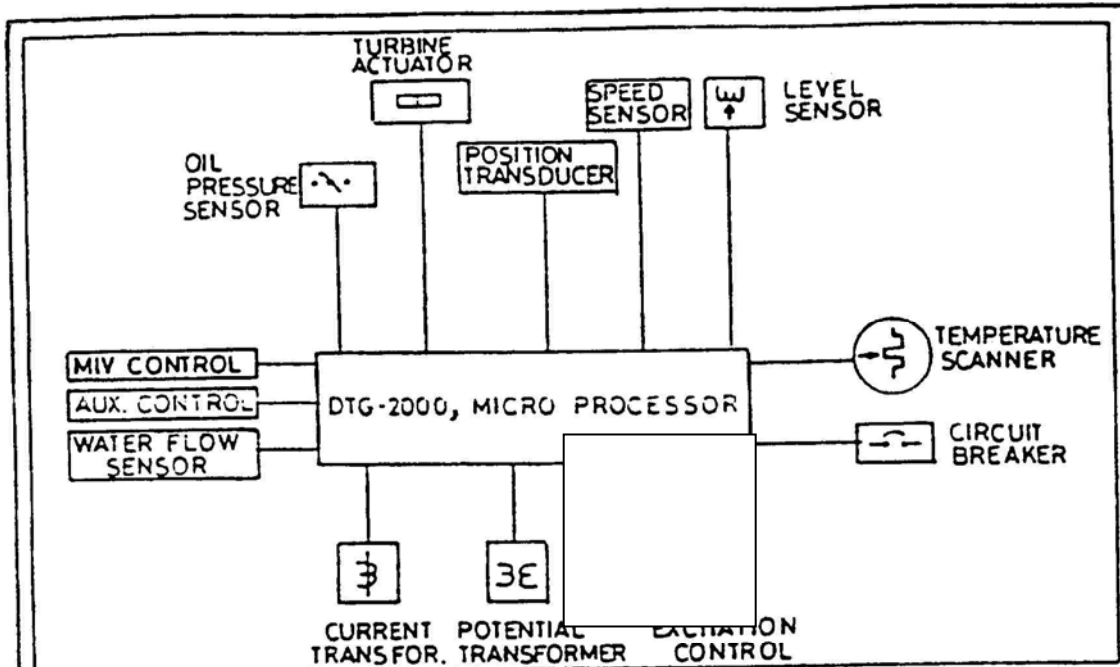 TURBINE
ACTUATOR
SPEED
SENSOR
LEVEL
SENSOR
OIL
PRESSURE
SENSOR
POSITION
TRANSDUCER
MIV CONTROL
AUX. CONTROL
WATER FLOW
SENSOR
DTG-2000, MICRO PROCESSOR
TEMPERATURE
SCANNER
CIRCUIT
BREAKER
CURRENT
TRANSFOR.
POTENTIAL
TRANSFORMER
EXCITATION
CONTROL